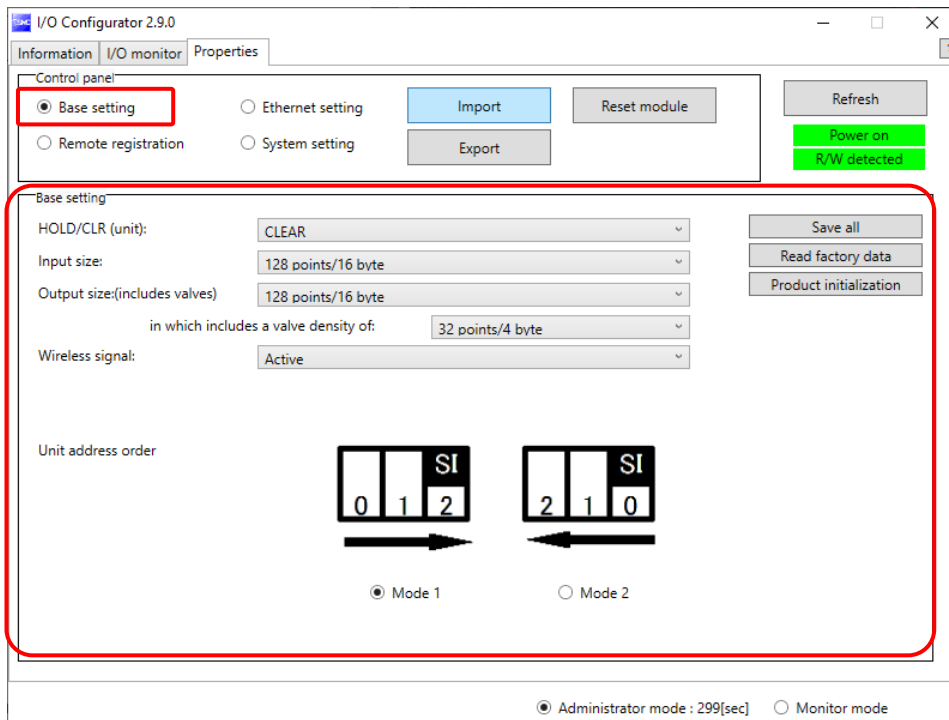 I/O Configurator 2.9.0
Information I/O monitor Properties
Control panel
Base setting Ethernet setting Import Reset module Refresh
Remote registration System setting Export Power on
R/W detected
Base setting
HOLD/CLR (unit): CLEAR Save all
Input size: 128 points/16 byte Read factory data
Output size:(includes valves) 128 points/16 byte Product initialization
in which includes a valve density of: 32 points/4 byte
Wireless signal: Active
Unit address order
SI SI
0 1 2 2 1 0
Mode 1 Mode 2
Administrator mode : 299[sec] Monitor mode